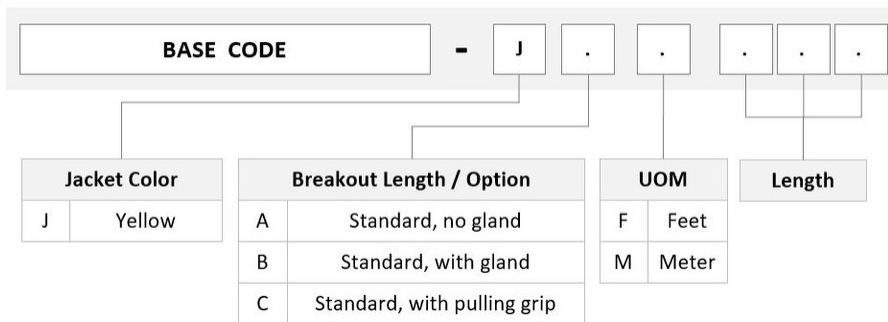 BASE CODE - J . . . . .
Jacket Color
J Yellow
Breakout Length / Option
A Standard, no gland
B Standard, with gland
C Standard, with pulling grip
UOM
F Feet
M Meter
Length